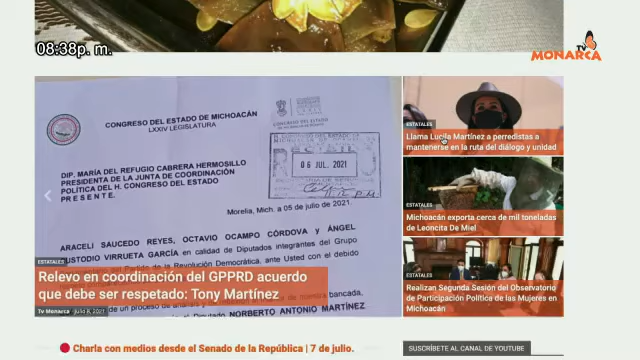 08:38p. m.
TV
MONARCA
CONGRESO DEL ESTADO DE MICHOACÁN
LXXIV LEGISLATURA
06 JUL. 2021
DIP. MARÍA DEL REFUGIO CABRERA HERMOSILLO
PRESIDENTA DE LA JUNTA DE COORDINACIÓN
POLÍTICA DEL H. CONGRESO DEL ESTADO
P R E S E N T E.
Morelia, Mich. a 05 de julio de 2021.
ARACELI SAUCEDO REYES, OCTAVIO OCAMPO CÓRDOVA y ÁNGEL
CUSTODIO VIRRUETA GARCÍA en calidad de Diputados integrantes del Grupo
Partido de la Revolución Democrática, ante Usted con el debido
ESTATALES
Relevo en coordinación del GPPRD acuerdo
que debe ser respetado: Tony Martínez
Tv Monarca - julio 8, 2021
de un proceso de
NORBERTO ANTONIO MARTÍNEZ
ESTATALES
Llama Lucila Martínez a perredistas a
mantenerse en la ruta del diálogo y unidad
ESTATALES
Michoacán exporta cerca de mil toneladas
de Leoncita De Miel
ESTATALES
Realizan Segunda Sesión del Observatorio
de Participación Política de las Mujeres en
Michoacán
Charla con medios desde el Senado de la República | 7 de julio.
SUSCRÍBETE AL CANAL DE YOUTUBE